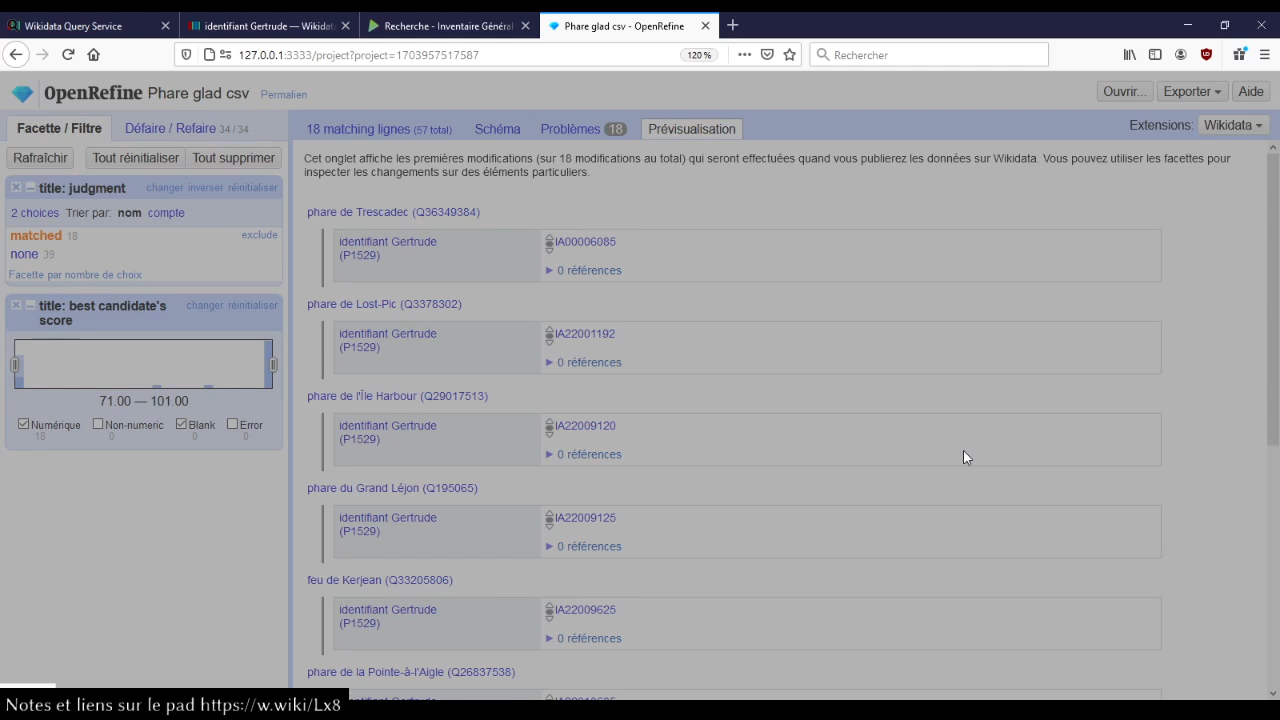 Wikidata Query Service
identifiant Gertrude — Wikidat
Recherche - Inventaire Général
Phare glad csv - OpenRefine
127.0.0.1:3333/project?project=1703957517587
120 %
Rechercher
OpenRefine Phare glad csv Permalien
Ouvrir... Exporter Aide
Facette / Filtre Défaire / Refaire 34 / 34
18 matching lignes (57 total) Schéma Problèmes 18 Prévisualisation
Extensions: Wikidata
Rafraîchir Tout réinitialiser Tout supprimer
title: judgment changer inverser réinitialiser
2 choices Trier par: nom compte
matched 18 exclude
none 39
Facette par nombre de choix
title: best candidate's score changer réinitialiser
71.00 — 101.00
Numérique Non-numeric Blank Error
18 0 0 0
Cet onglet affiche les premières modifications (sur 18 modifications au total) qui seront effectuées quand vous publierez les données sur Wikidata. Vous pouvez utiliser les facettes pour
inspecter les changements sur des éléments particuliers.
phare de Trescadec (Q36349384)
identifiant Gertrude
(P1529)
IA00006085
0 références
phare de Lost-Pic (Q3378302)
identifiant Gertrude
(P1529)
IA22001192
0 références
phare de l'Île Harbour (Q29017513)
identifiant Gertrude
(P1529)
IA22009120
0 références
phare du Grand Léjon (Q195065)
identifiant Gertrude
(P1529)
IA22009125
0 références
feu de Kerjean (Q33205806)
identifiant Gertrude
(P1529)
IA22009625
0 références
phare de la Pointe-à-l'Aigle (Q26837538)
Notes et liens sur le pad https://w.wiki/Lx8